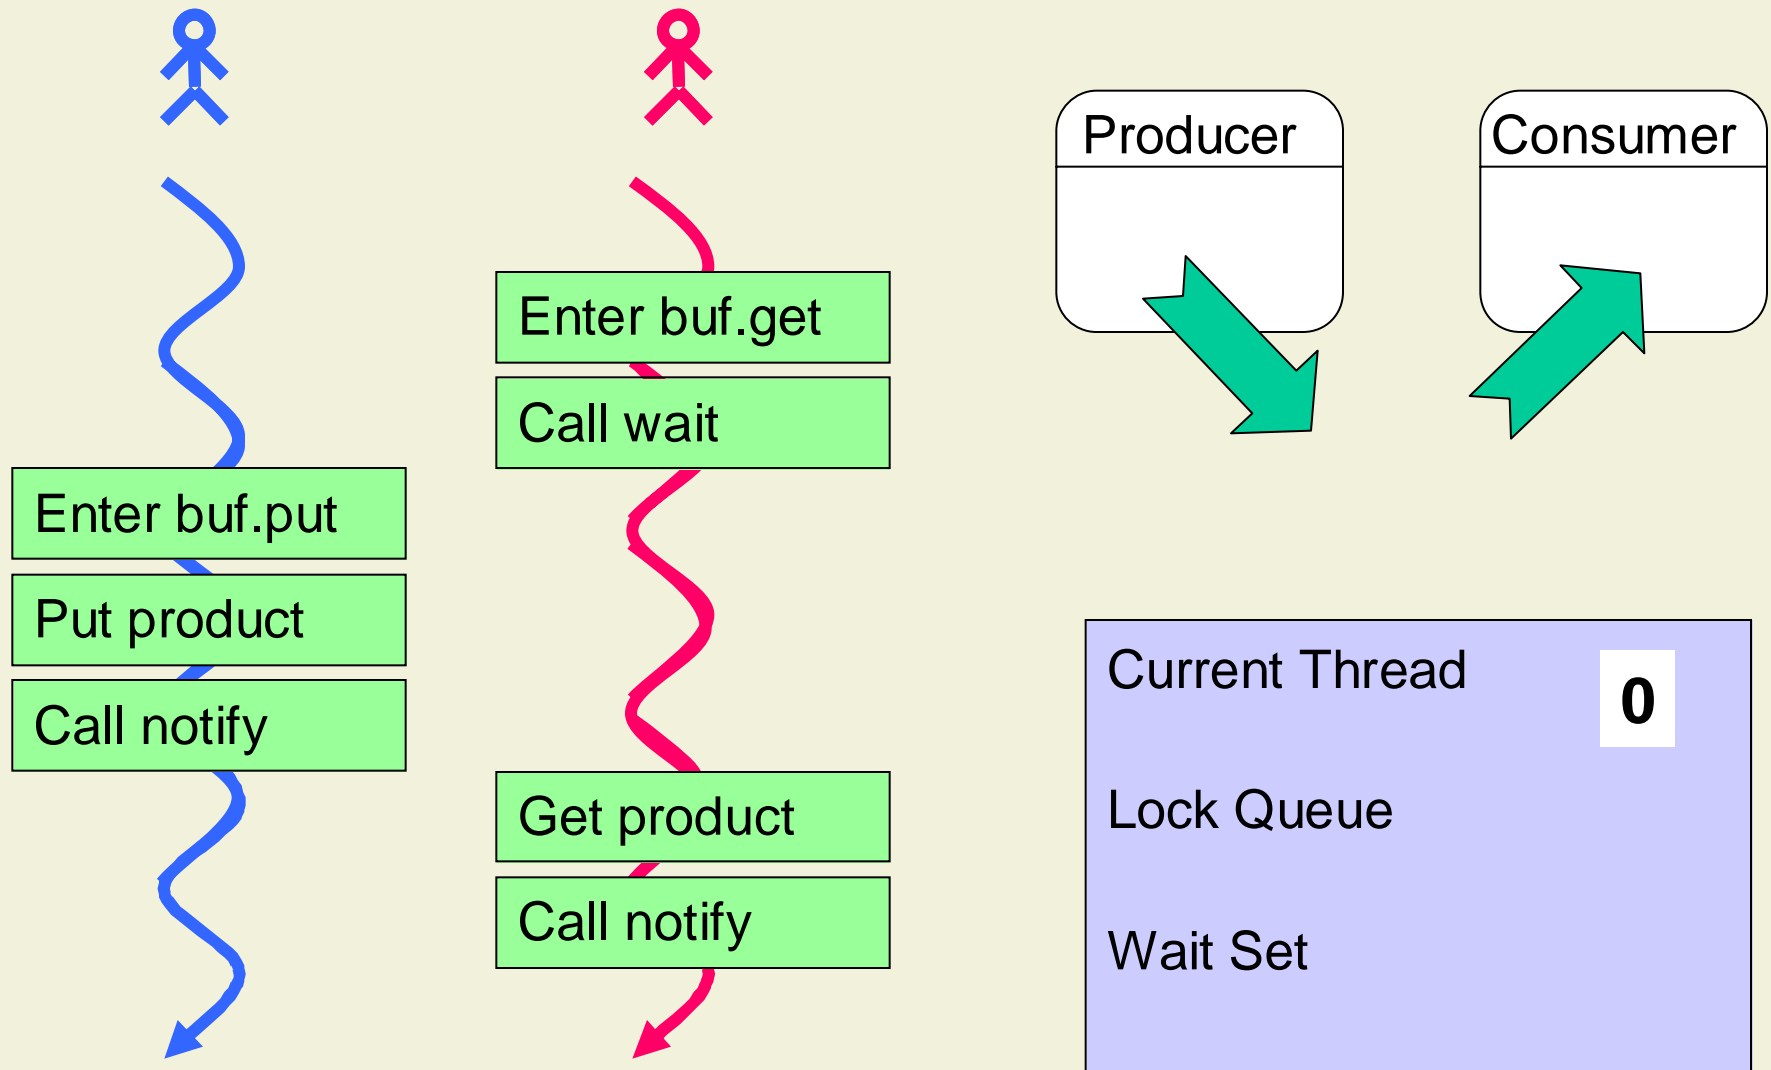 Enter buf.put
Put product
Call notify
Enter buf.get
Call wait
Get product
Call notify
Producer
Consumer
Current Thread
0
Lock Queue
Wait Set